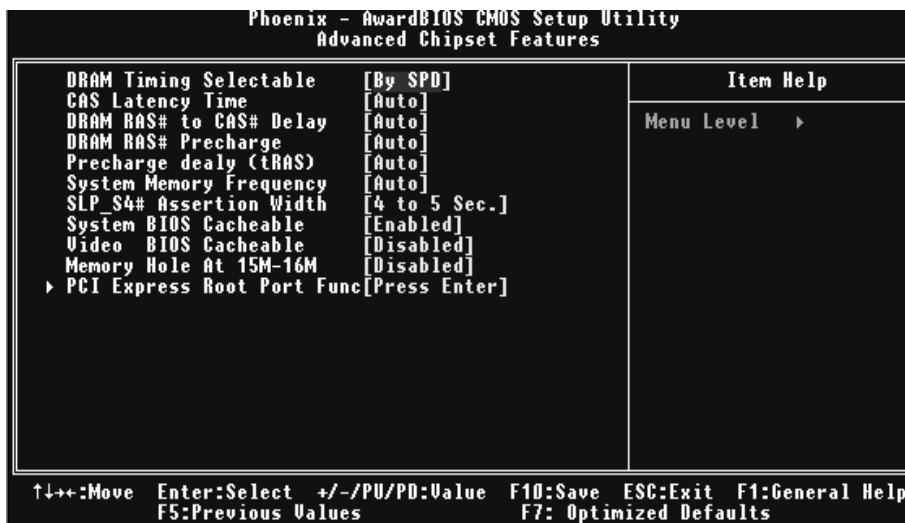 Phoenix - AwardBIOS CMOS Setup Utility
Advanced Chipset Features
DRAM Timing Selectable [By SPD]
CAS Latency Time [Auto]
DRAM RAS# to CAS# Delay [Auto]
DRAM RAS# Precharge [Auto]
Precharge dealy (tRAS) [Auto]
System Memory Frequency [Auto]
SLP_S4# Assertion Width [4 to 5 Sec.]
System BIOS Cacheable [Enabled]
Video BIOS Cacheable [Disabled]
Memory Hole At 15M-16M [Disabled]
▸ PCI Express Root Port Func[Press Enter]
Item Help
Menu Level ▸
↑↓→←:Move Enter:Select +/-/PU/PD:Value F10:Save ESC:Exit F1:General Help
F5:Previous Values F7: Optimized Defaults